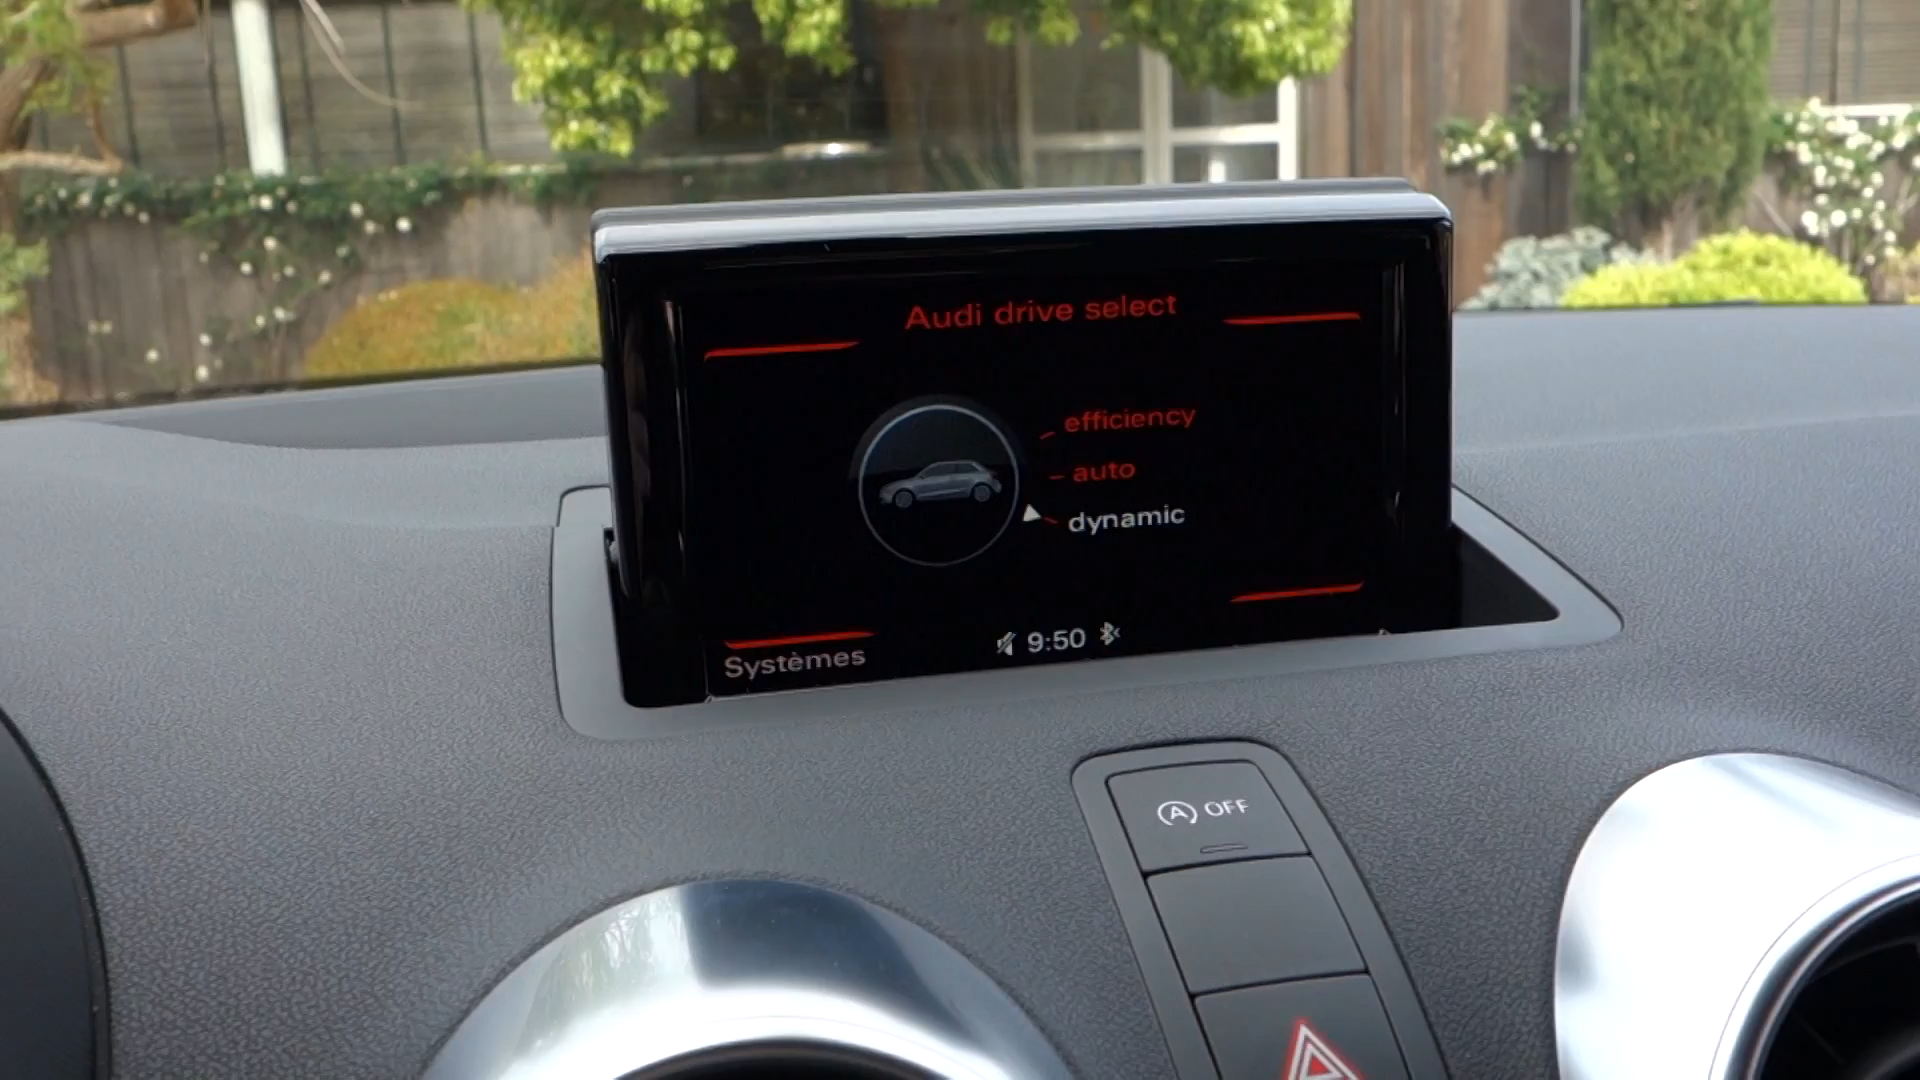 Audi drive select
efficiency
auto
dynamic
9:50
Systèmes
A OFF